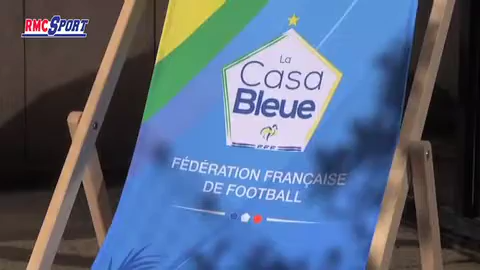 RMC SPORT
La
Casa
Bleue
FFF
FÉDÉRATION FRANÇAISE
DE FOOTBALL